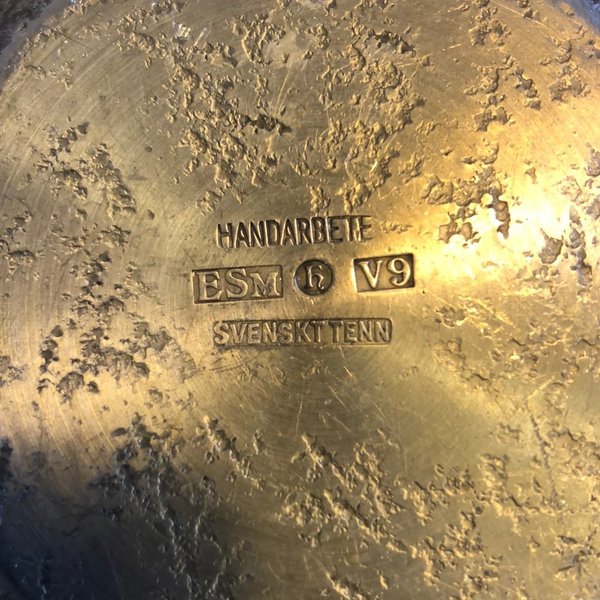 HANDARBETE
ESM h V9
SVENSKT TENN